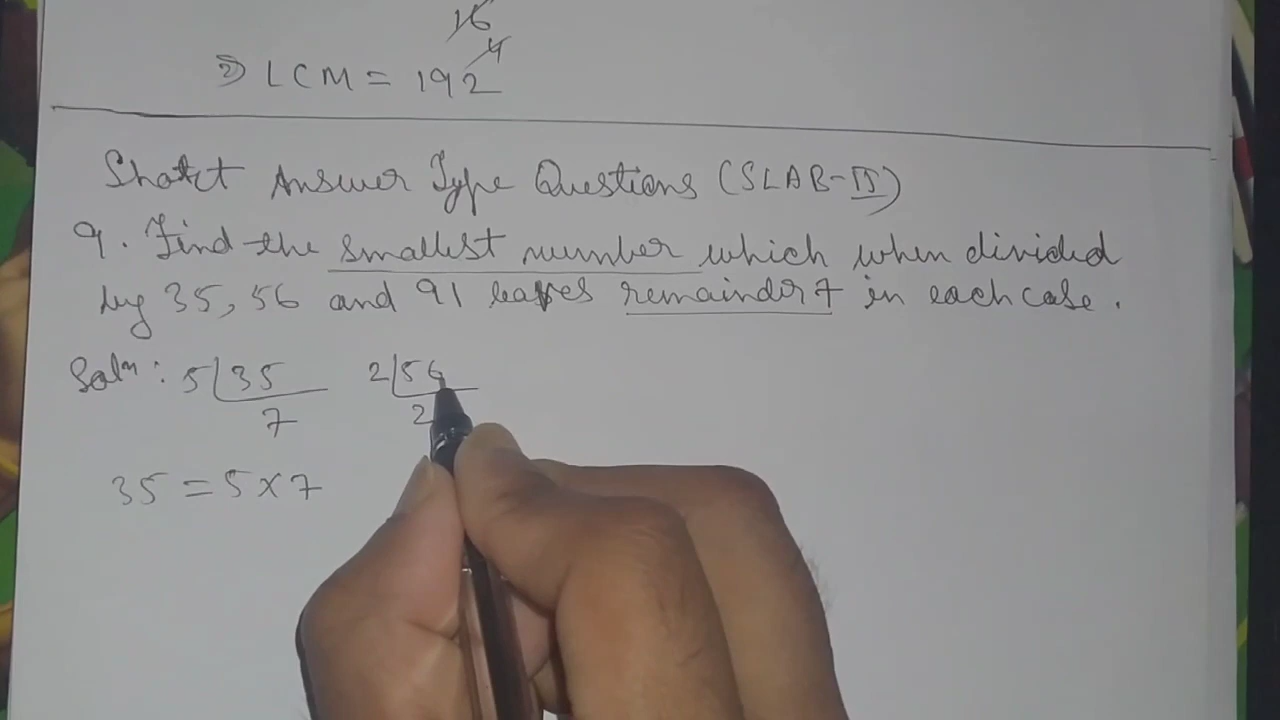 16
4
⇒ LCM = 192
Short Answer Type Questions (SLAB-II)
9. Find the smallest number which when divided
by 35, 56 and 91 leaves remainder 7 in each case.
Solⁿ: 5 35 2 56
7 2
35 = 5 × 7